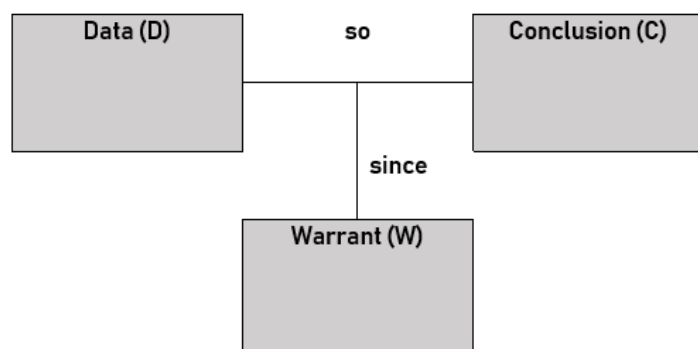 Data (D)
so
Conclusion (C)
since
Warrant (W)